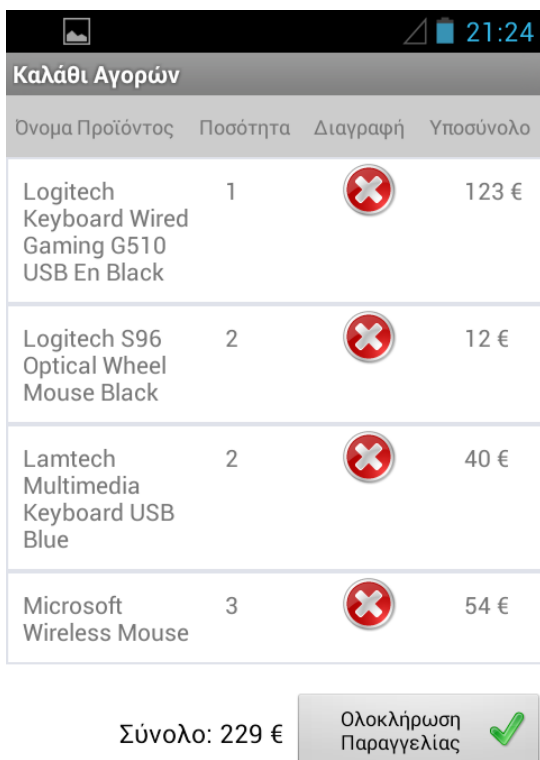 21:24
Καλάθι Αγορών
Όνομα Προϊόντος Ποσότητα Διαγραφή Υποσύνολο
Logitech 1 123 €
Keyboard Wired
Gaming G510
USB En Black
Logitech S96 2 12 €
Optical Wheel
Mouse Black
Lamtech 2 40 €
Multimedia
Keyboard USB
Blue
Microsoft 3 54 €
Wireless Mouse
Σύνολο: 229 €
Ολοκλήρωση
Παραγγελίας